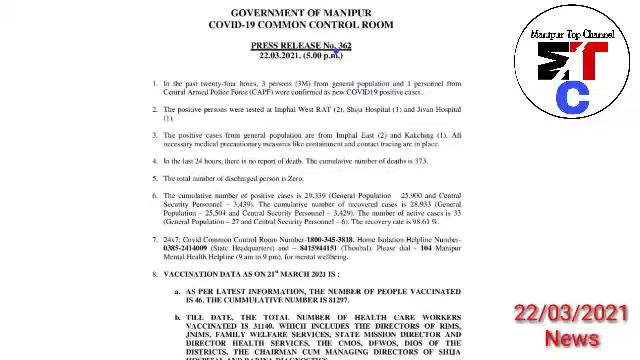 GOVERNMENT OF MANIPUR
COVID-19 COMMON CONTROL ROOM
PRESS RELEASE No. 362
22.03.2021. (5.00 p.m.)
1. In the past twenty-four hours, 3 persons (3M) from general population and 1 personnel from
Central Armed Police Force (CAPF) were confirmed as new COVID19 positive cases.
2. The positive persons were tested at Imphal West RAT (2), Shija Hospital (1) and Jivan Hospital
(1).
3. The positive cases from general population are from Imphal East (2) and Kakching (1). All
necessary medical precautionary measures like containment and contact tracing are in place.
4. In the last 24 hours, there is no report of death. The cumulative number of deaths is 373.
5. The total number of discharged person is Zero.
6. The cumulative number of positive cases is 29,339 (General Population – 25,900 and Central
Security Personnel – 3,439). The cumulative number of recovered cases is 28,933 (General
Population – 25,504 and Central Security Personnel – 3,429). The number of active cases is 33
(General Population – 27 and Central Security Personnel – 6). The recovery rate is 98.61 %.
7. 24x7: Covid Common Control Room Number-1800-345-3818. Home Isolation Helpline Number-
0385-2414009 (State Headquarters) and – 8415944151 (Thoubal). Please dial - 104 Manipur
Mental Health Helpline (9 am to 9 pm), for mental wellbeing.
8. VACCINATION DATA AS ON 21st MARCH 2021 IS :
a. AS PER LATEST INFORMATION, THE NUMBER OF PEOPLE VACCINATED
IS 46. THE CUMMULATIVE NUMBER IS 81297.
b. TILL DATE, THE TOTAL NUMBER OF HEALTH CARE WORKERS
VACCINATED IS 31140. WHICH INCLUDES THE DIRECTORS OF RIMS,
JNIMS, FAMILY WELFARE SERVICES, STATE MISSION DIRECTOR AND
DIRECTOR HEALTH SERVICES, THE CMOS, DFWOS, DIOS OF THE
DISTRICTS, THE CHAIRMAN CUM MANAGING DIRECTORS OF SHIJA
Manipur Top Channel
MTC
22/03/2021
News